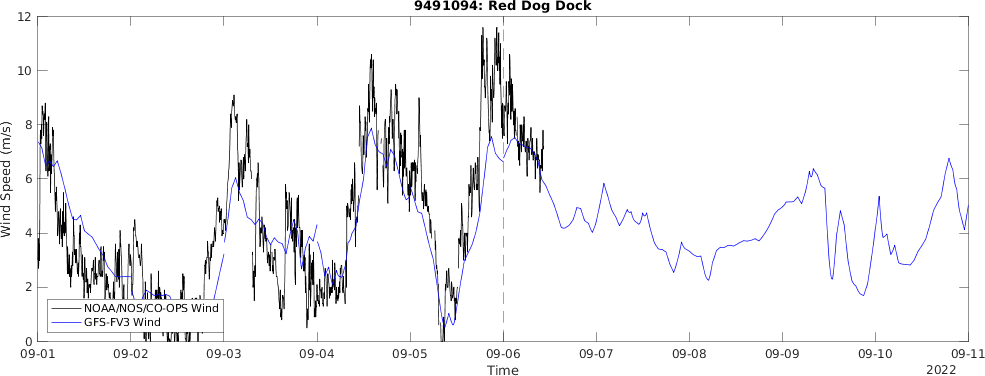 9491094: Red Dog Dock
Wind Speed (m/s)
12
10
8
6
4
2
0
NOAA/NOS/CO-OPS Wind
GFS-FV3 Wind
09-01 09-02 09-03 09-04 09-05 09-06 09-07 09-08 09-09 09-10 09-11
Time
2022